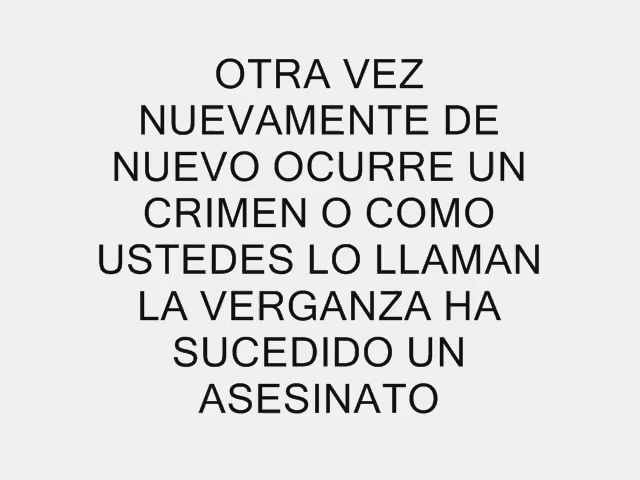 OTRA VEZ
NUEVAMENTE DE
NUEVO OCURRE UN
CRIMEN O COMO
USTEDES LO LLAMAN
LA VERGANZA HA
SUCEDIDO UN
ASESINATO